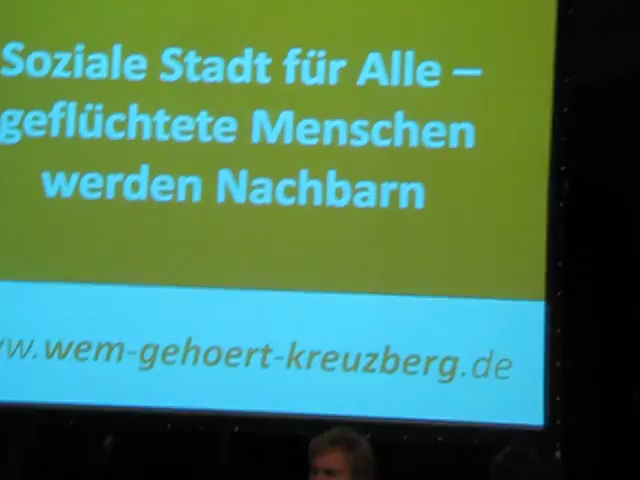 Soziale Stadt für Alle –
geflüchtete Menschen
werden Nachbarn
w.wem-gehoert-kreuzberg.de